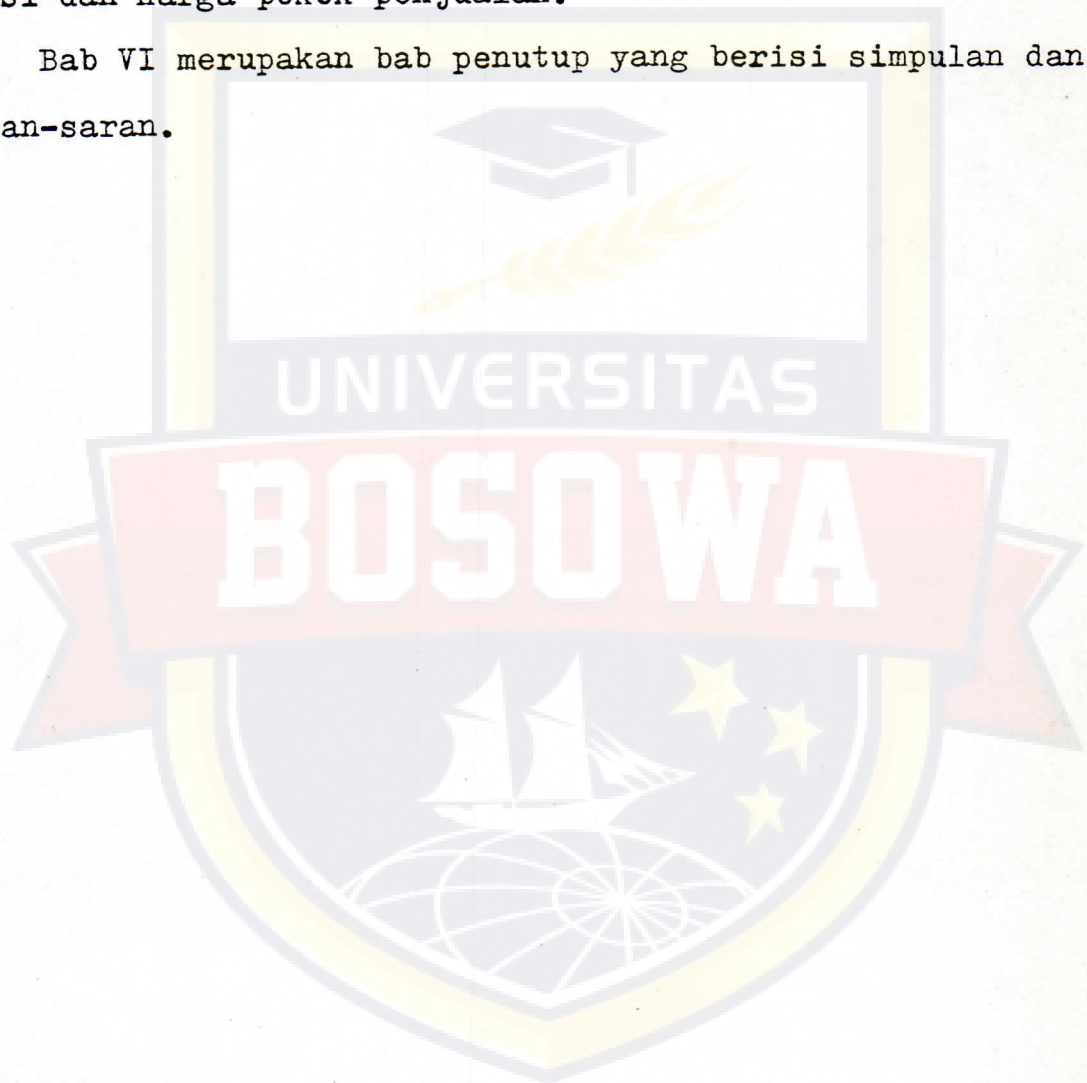 si dan harga pokok penjualan.
Bab VI merupakan bab penutup yang berisi simpulan dan
an-saran.
UNIVERSITAS
BOSOWA